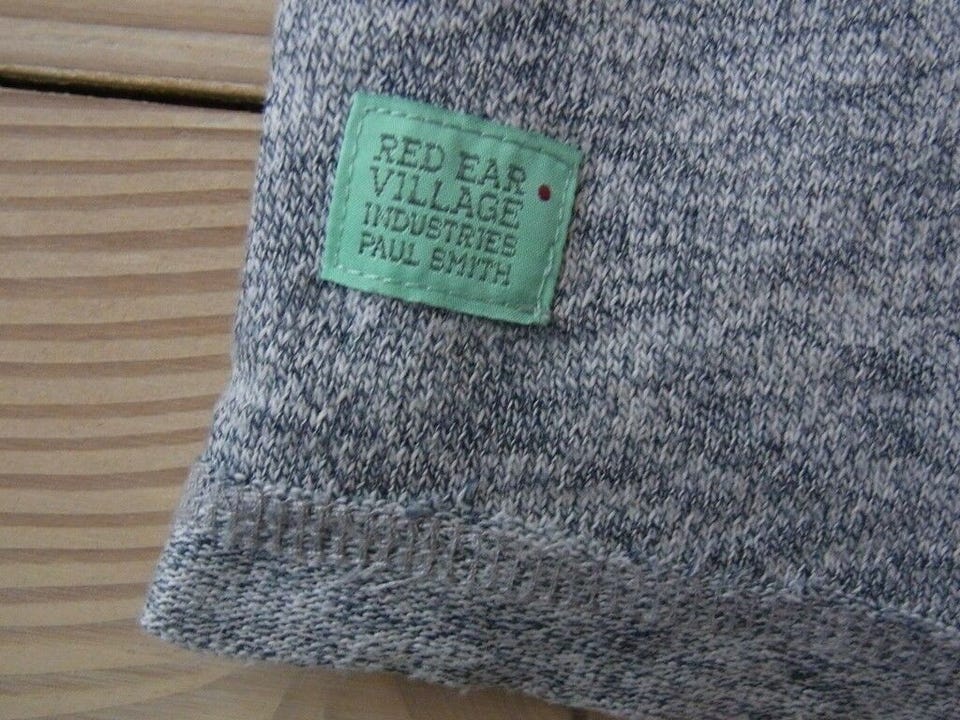 RED EAR
VILLAGE
INDUSTRIES
PAUL SMITH